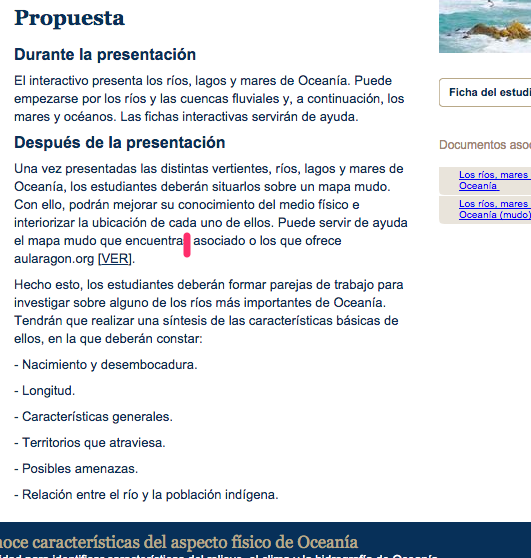 Propuesta
Durante la presentación
El interactivo presenta los ríos, lagos y mares de Oceanía. Puede
empezarse por los ríos y las cuencas fluviales y, a continuación, los
mares y océanos. Las fichas interactivas servirán de ayuda.
Después de la presentación
Una vez presentadas las distintas vertientes, ríos, lagos y mares de
Oceanía, los estudiantes deberán situarlos sobre un mapa mudo.
Con ello, podrán mejorar su conocimiento del medio físico e
interiorizar la ubicación de cada uno de ellos. Puede servir de ayuda
el mapa mudo que encuentra asociado o los que ofrece
aularagon.org [VER].
Hecho esto, los estudiantes deberán formar parejas de trabajo para
investigar sobre alguno de los ríos más importantes de Oceanía.
Tendrán que realizar una síntesis de las características básicas de
ellos, en la que deberán constar:
- Nacimiento y desembocadura.
- Longitud.
- Características generales.
- Territorios que atraviesa.
- Posibles amenazas.
- Relación entre el río y la población indígena.
Ficha del estudi
Documentos aso
Los ríos, mares
Oceanía
Los ríos, mares
Oceanía (mudo)
noce características del aspecto físico de Oceanía